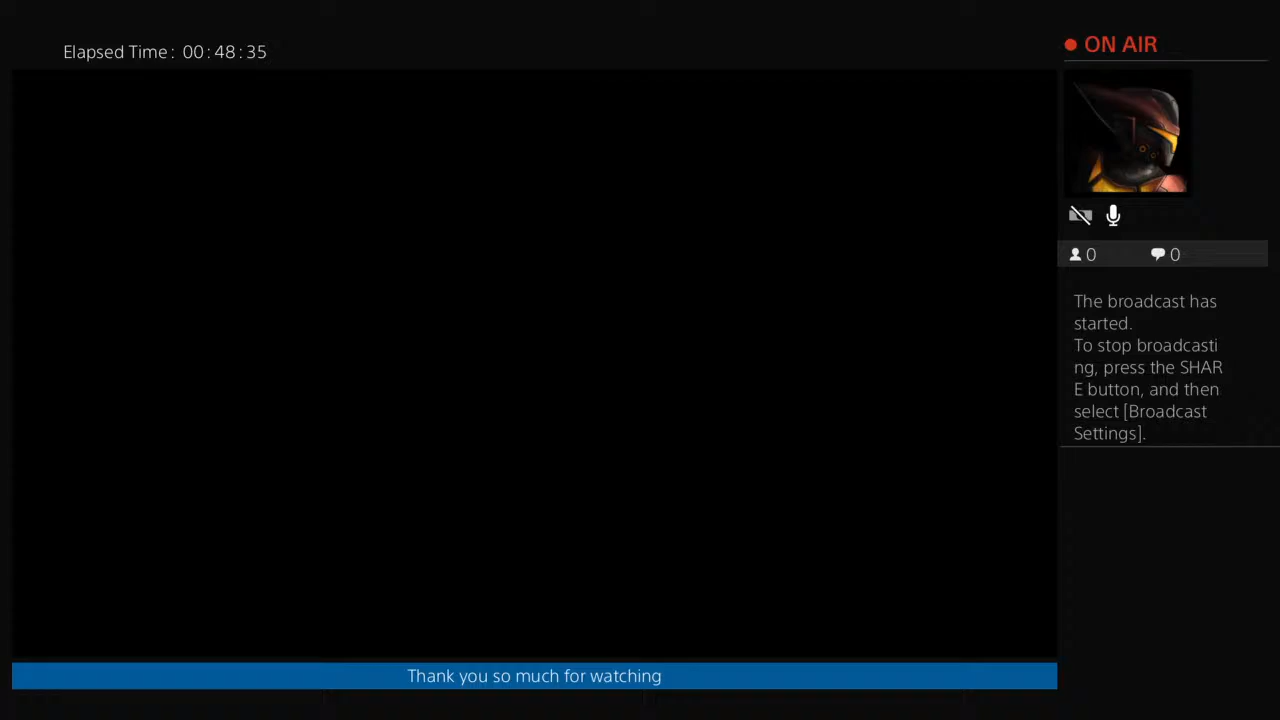 Elapsed Time: 00:48:35
ON AIR
0 0
The broadcast has
started.
To stop broadcasti
ng, press the SHAR
E button, and then
select [Broadcast
Settings].
Thank you so much for watching